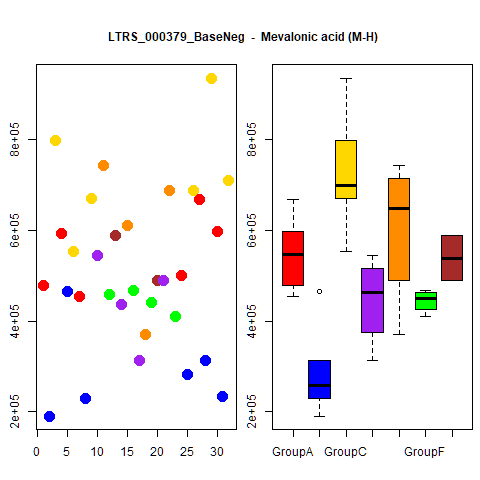 LTRS_000379_BaseNeg - Mevalonic acid (M-H)
8e+05
6e+05
4e+05
2e+05
0 5 10 15 20 25 30
8e+05
6e+05
4e+05
2e+05
GroupA GroupC GroupF